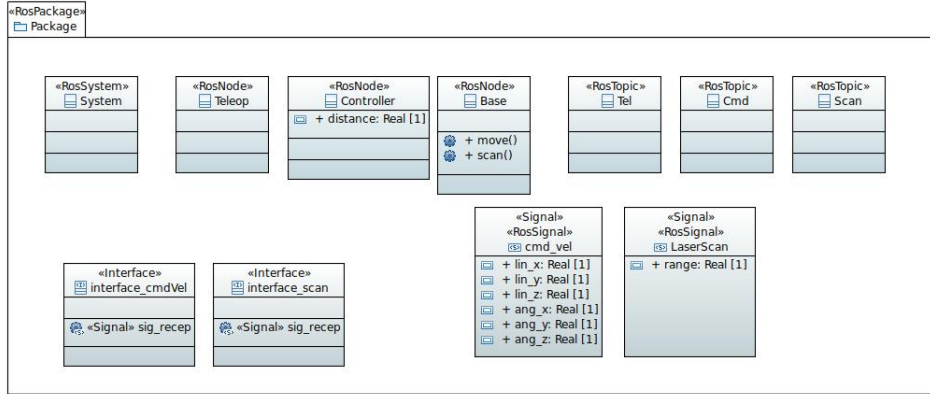 «RosPackage»
Package
«RosSystem»
System
«RosNode»
Teleop
«RosNode»
Controller
+ distance: Real [1]
«RosNode»
Base
+ move()
+ scan()
«RosTopic»
Tel
«RosTopic»
Cmd
«RosTopic»
Scan
«Interface»
interface_cmdVel
«Signal» sig_recep
«Interface»
interface_scan
«Signal» sig_recep
«Signal»
«RosSignal»
cmd_vel
+ lin_x: Real [1]
+ lin_y: Real [1]
+ lin_z: Real [1]
+ ang_x: Real [1]
+ ang_y: Real [1]
+ ang_z: Real [1]
«Signal»
«RosSignal»
LaserScan
+ range: Real [1]